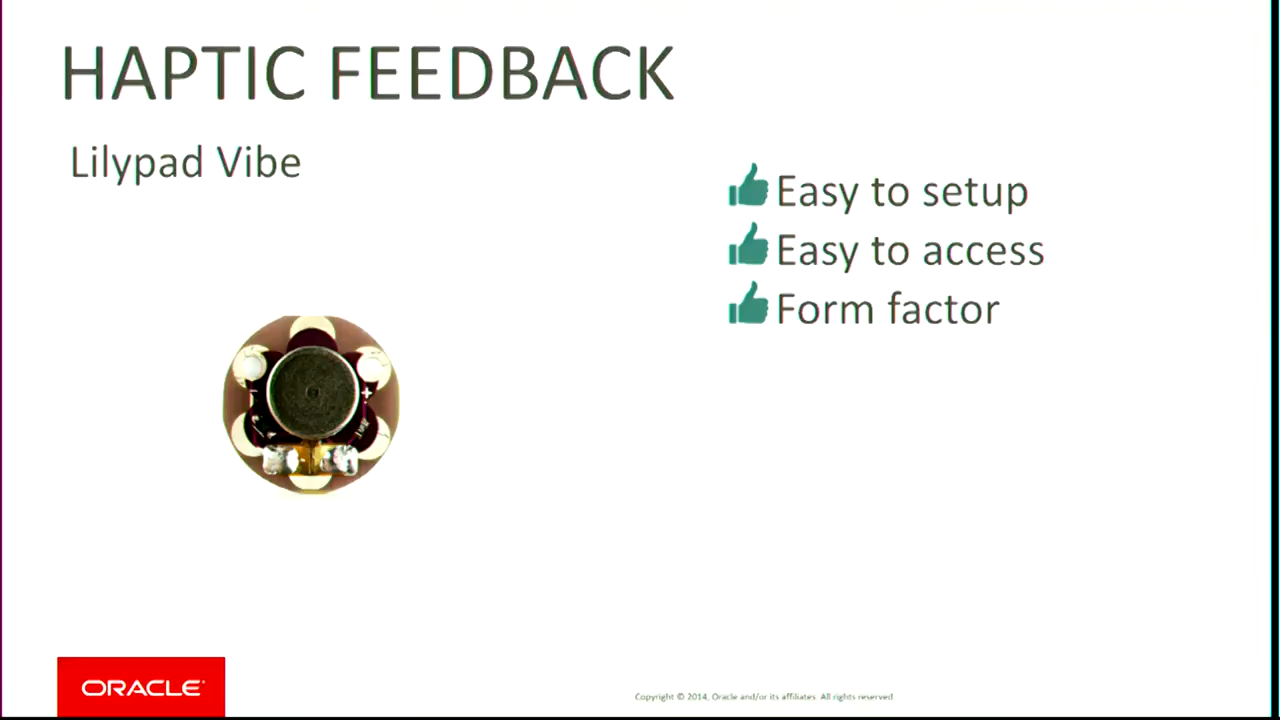 HAPTIC FEEDBACK
Lilypad Vibe
Easy to setup
Easy to access
Form factor
ORACLE
Copyright © 2014, Oracle and/or its affiliates. All rights reserved